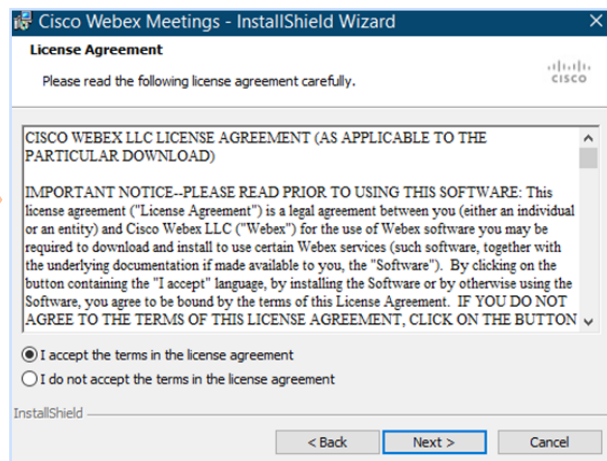 Cisco Webex Meetings - InstallShield Wizard
License Agreement
Please read the following license agreement carefully.
CISCO
CISCO WEBEX LLC LICENSE AGREEMENT (AS APPLICABLE TO THE
PARTICULAR DOWNLOAD)
IMPORTANT NOTICE--PLEASE READ PRIOR TO USING THIS SOFTWARE: This
license agreement ("License Agreement") is a legal agreement between you (either an individual
or an entity) and Cisco Webex LLC ("Webex") for the use of Webex software you may be
required to download and install to use certain Webex services (such software, together with
the underlying documentation if made available to you, the "Software").  By clicking on the
button containing the "I accept" language, by installing the Software or by otherwise using the
Software, you agree to be bound by the terms of this License Agreement.  IF YOU DO NOT
AGREE TO THE TERMS OF THIS LICENSE AGREEMENT, CLICK ON THE BUTTON
I accept the terms in the license agreement
I do not accept the terms in the license agreement
InstallShield
< Back
Next >
Cancel